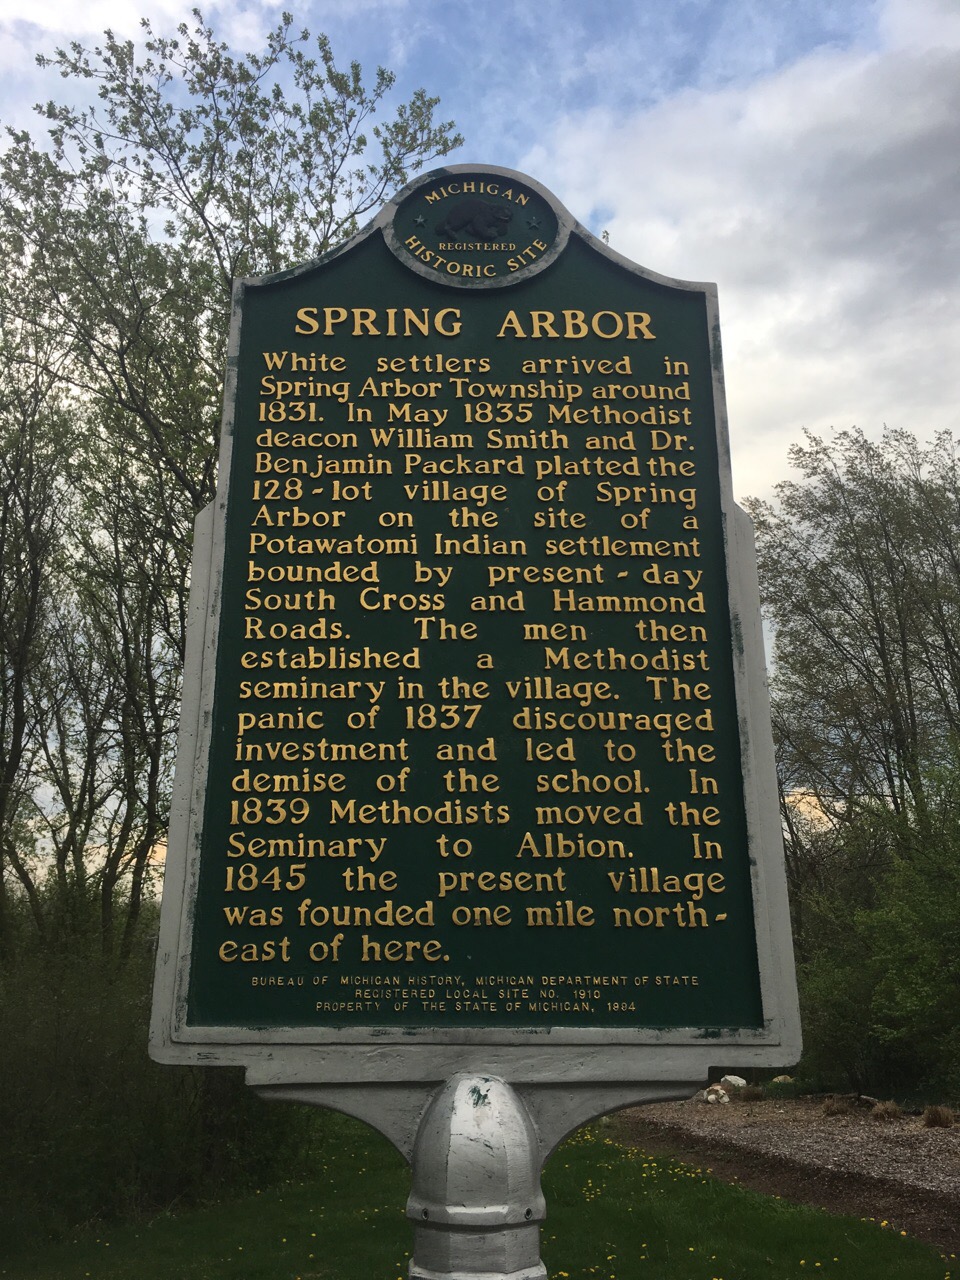 MICHIGAN
REGISTERED
HISTORIC SITE
SPRING ARBOR
White settlers arrived in
Spring Arbor Township around
1831. In May 1835 Methodist
deacon William Smith and Dr.
Benjamin Packard platted the
128-lot village of Spring
Arbor on the site of a
Potawatomi Indian settlement
bounded by present-day
South Cross and Hammond
Roads. The men then
established a Methodist
seminary in the village. The
panic of 1837 discouraged
investment and led to the
demise of the school. In
1839 Methodists moved the
Seminary to Albion. In
1845 the present village
was founded one mile north-
east of here.
BUREAU OF MICHIGAN HISTORY, MICHIGAN DEPARTMENT OF STATE
REGISTERED LOCAL SITE NO. 1910
PROPERTY OF THE STATE OF MICHIGAN, 1994